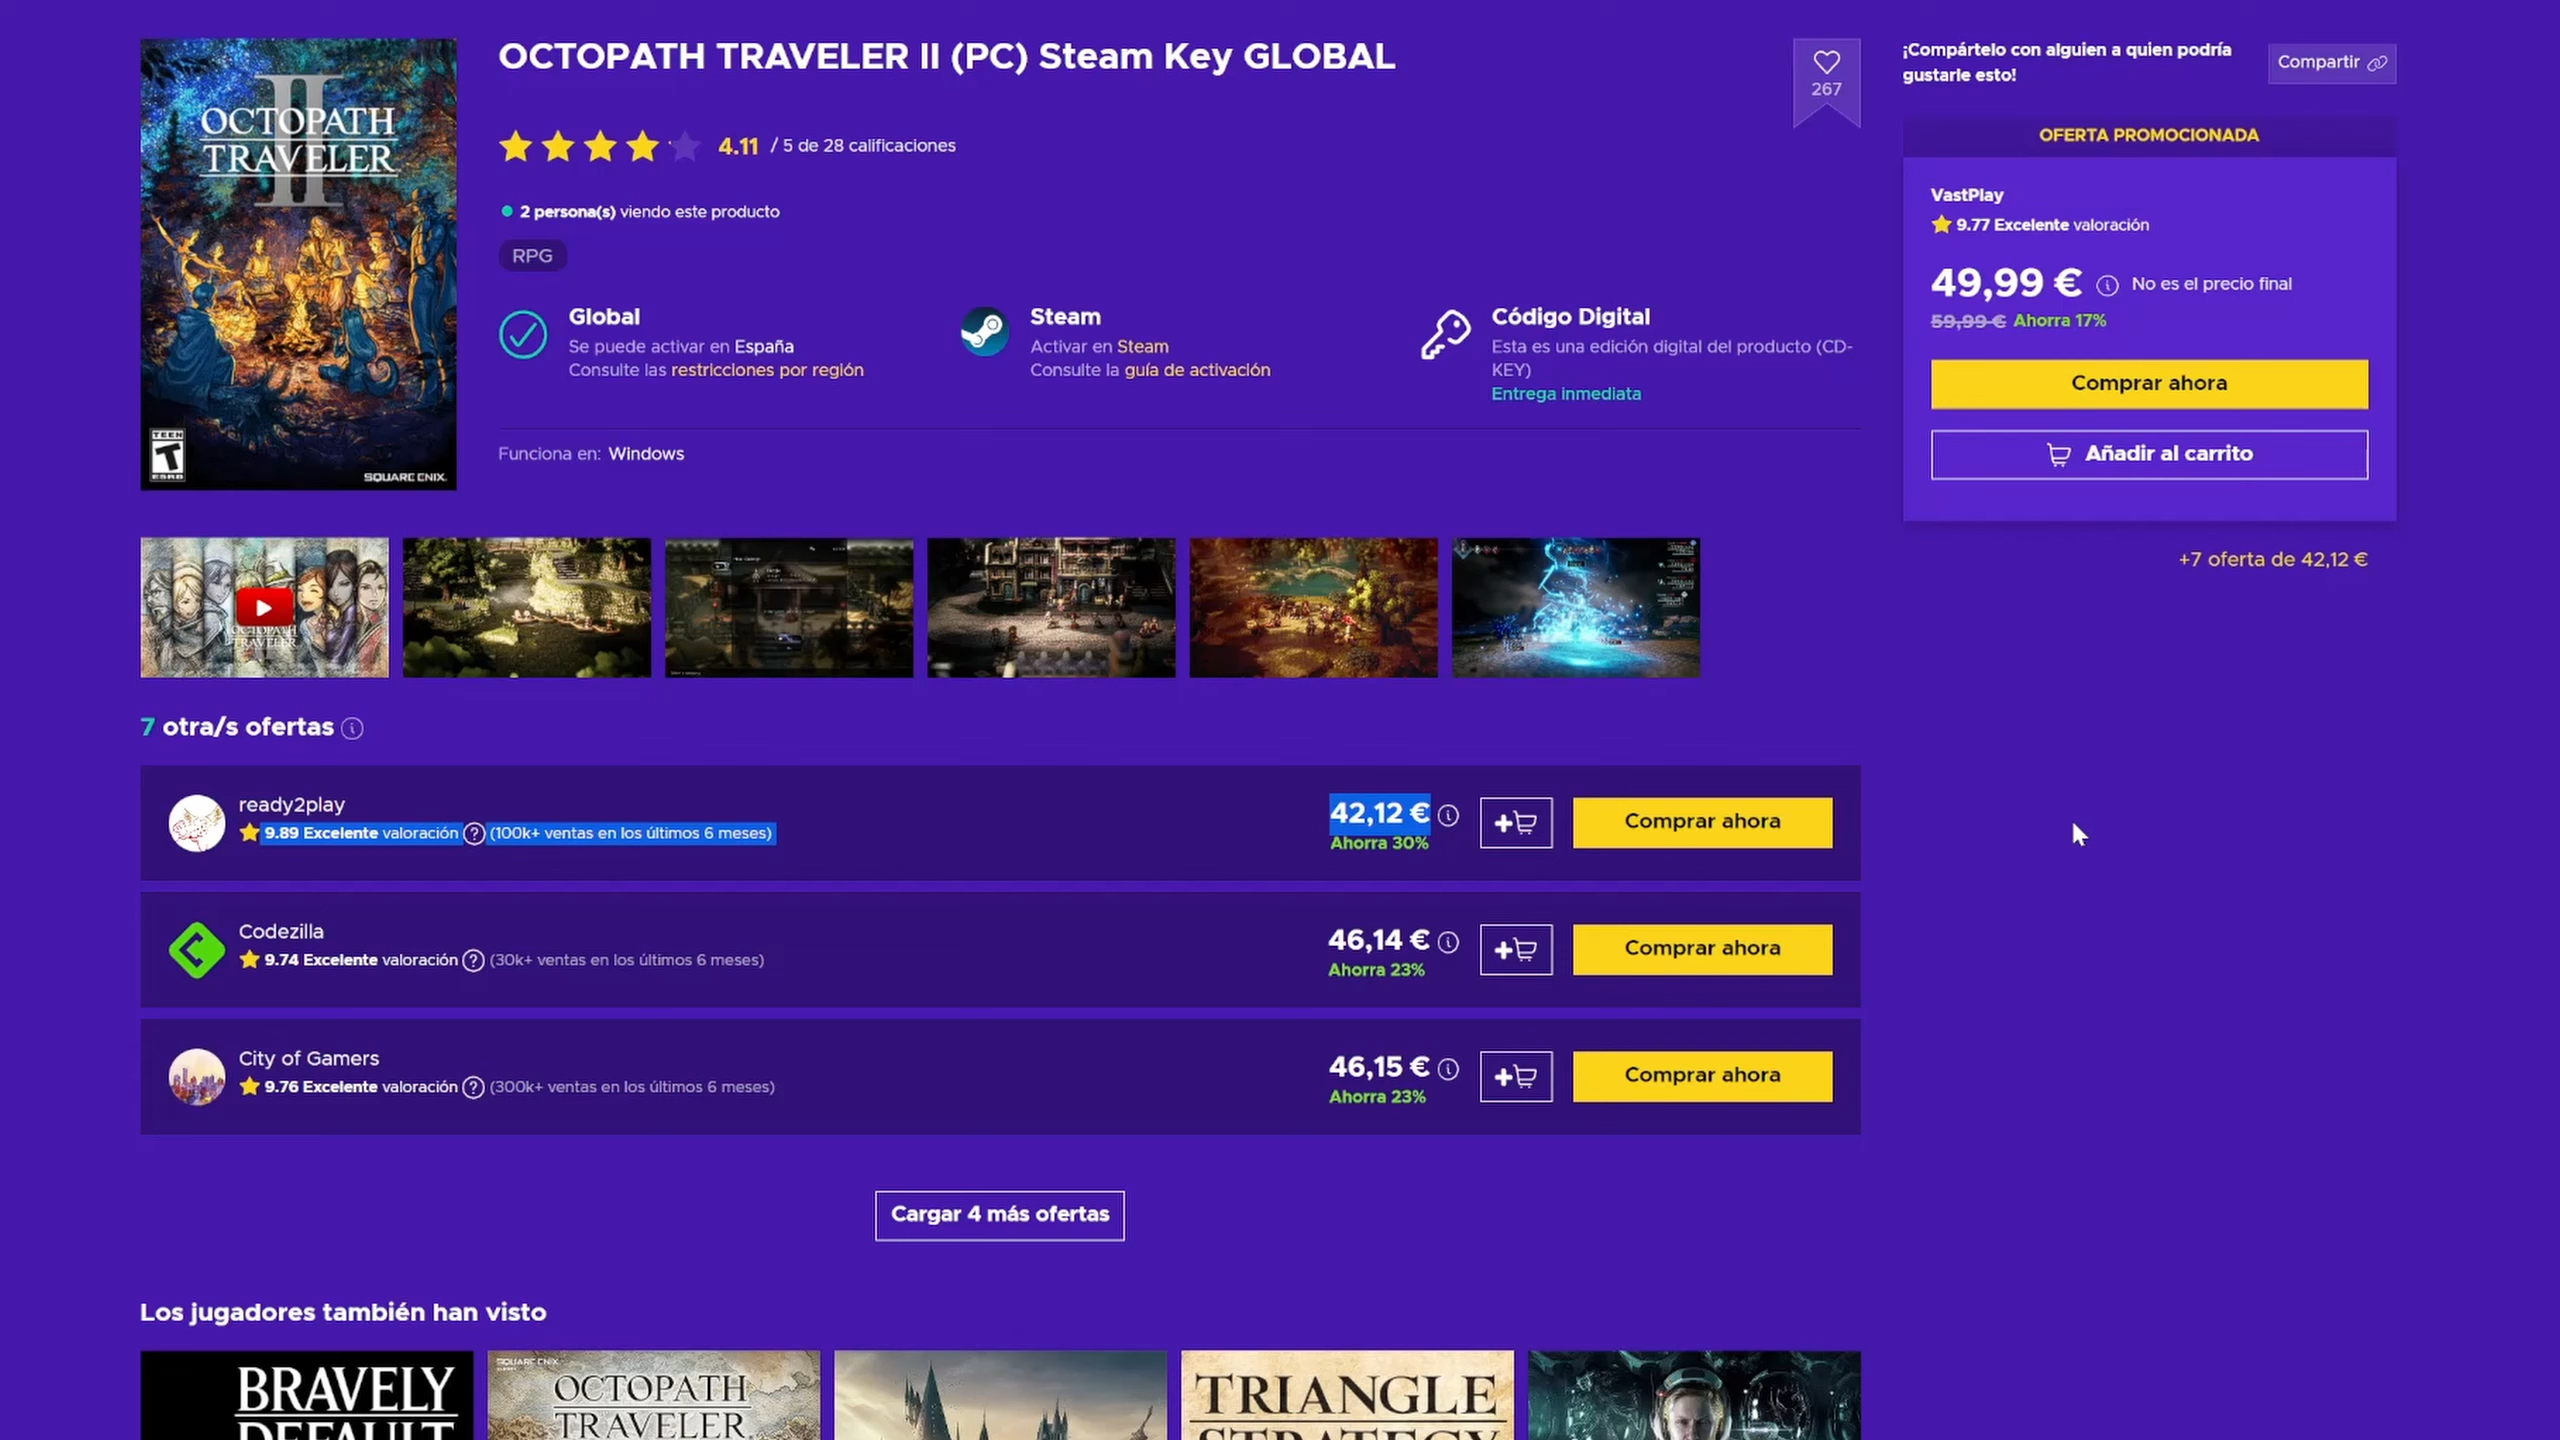 OCTOPATH TRAVELER II (PC) Steam Key GLOBAL
267
¡Compártelo con alguien a quien podría
gustarle esto!
Compartir
II
OCTOPATH
TRAVELER
TEEN
T
ESRB
SQUARE ENIX.
4.11 / 5 de 28 calificaciones
2 persona(s) viendo este producto
RPG
Global
Se puede activar en España
Consulte las restricciones por región
Steam
Activar en Steam
Consulte la guía de activación
Código Digital
Esta es una edición digital del producto (CD-
KEY)
Entrega inmediata
Funciona en: Windows
OFERTA PROMOCIONADA
VastPlay
9.77 Excelente valoración
49,99 € No es el precio final
59,99 € Ahorra 17%
Comprar ahora
Añadir al carrito
+7 oferta de 42,12 €
OCTOPATH
TRAVELER
7 otra/s ofertas
ready2play
9.89 Excelente valoración ? (100k+ ventas en los últimos 6 meses)
42,12 €
Ahorra 30%
Comprar ahora
Codezilla
9.74 Excelente valoración ? (30k+ ventas en los últimos 6 meses)
46,14 €
Ahorra 23%
Comprar ahora
City of Gamers
9.76 Excelente valoración ? (300k+ ventas en los últimos 6 meses)
46,15 €
Ahorra 23%
Comprar ahora
Cargar 4 más ofertas
Los jugadores también han visto
BRAVELY
DEFAULT
SQUARE ENIX
OCTOPATH
TRAVELER
TRIANGLE
STRATEGY